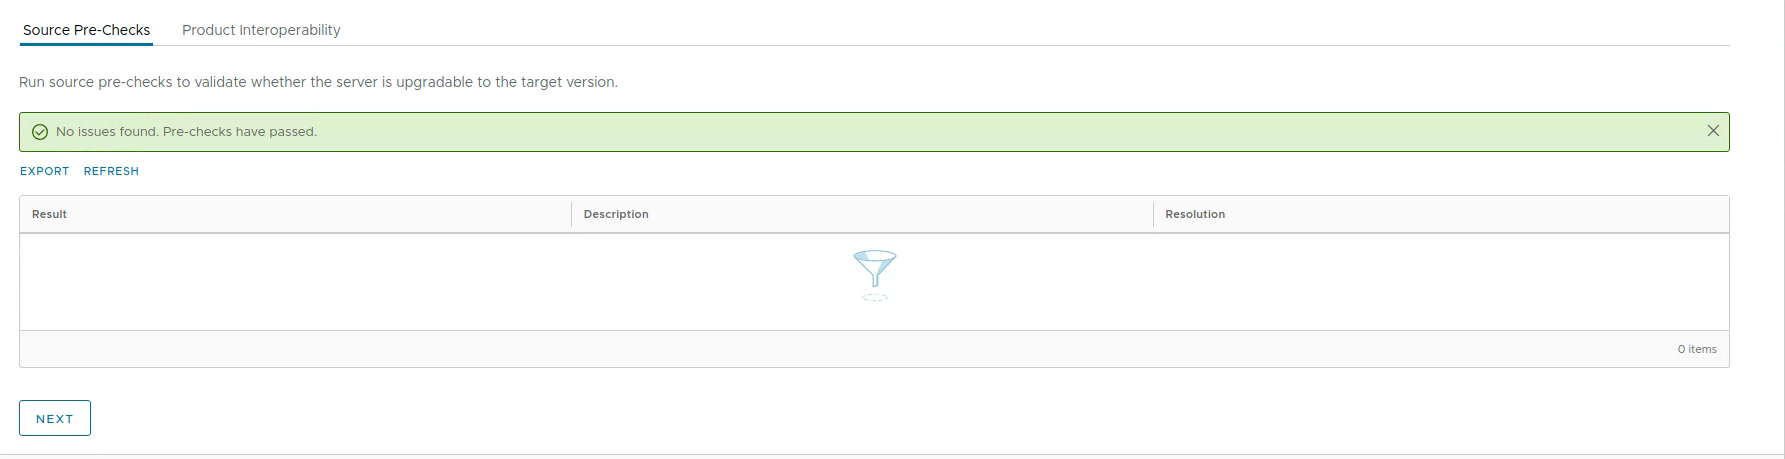 Source Pre-Checks Product Interoperability
Run source pre-checks to validate whether the server is upgradable to the target version.
No issues found. Pre-checks have passed.
EXPORT REFRESH
Result Description Resolution
0 items
NEXT